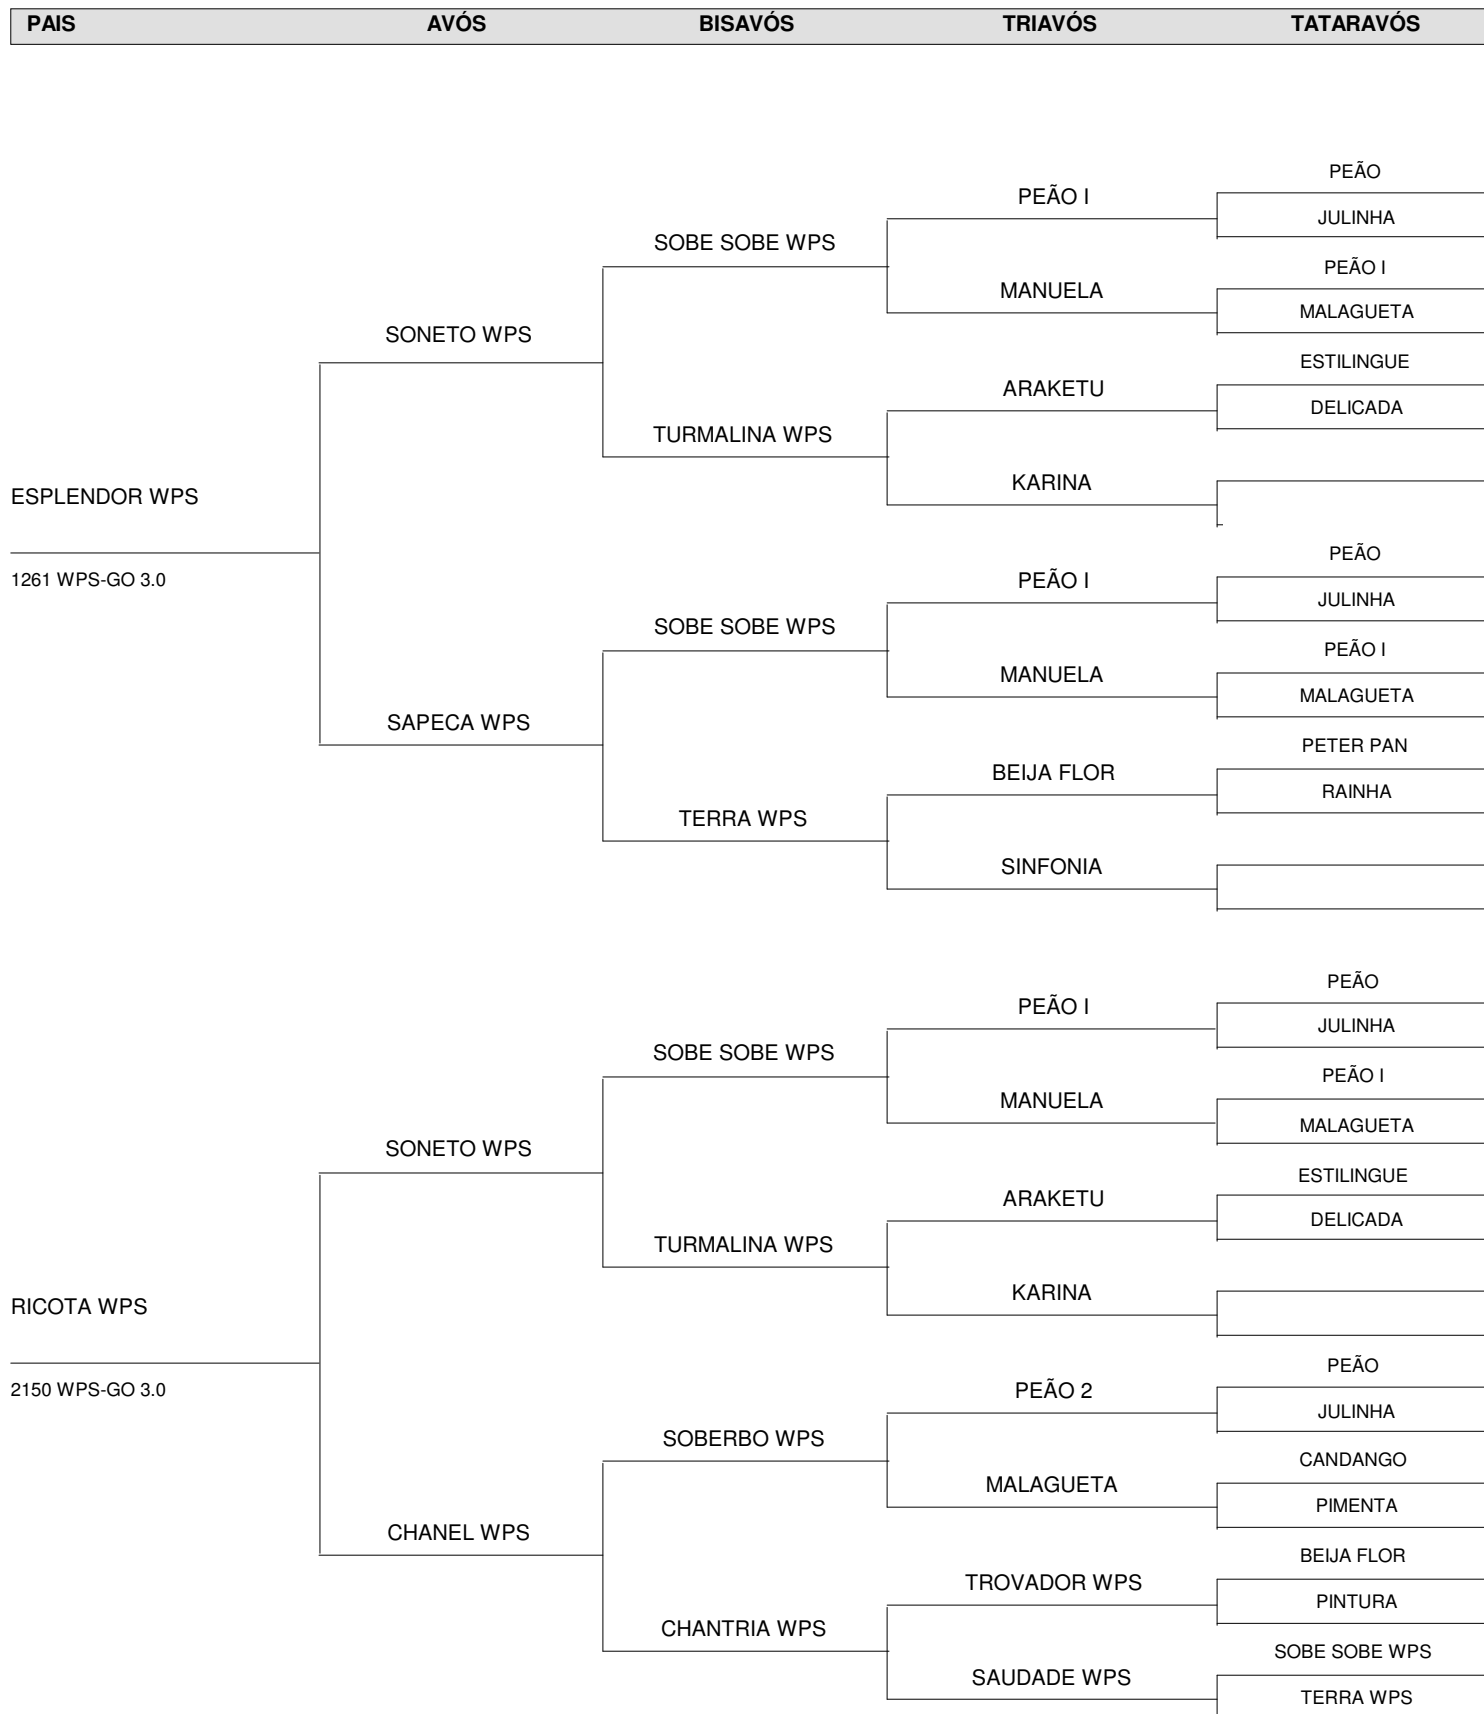 PAIS AVÓS BISAVÓS TRIAVÓS TATARAVÓS
PEÃO
PEÃO I
JULINHA
SOBE SOBE WPS
PEÃO I
MANUELA
MALAGUETA
SONETO WPS
ESTILINGUE
ARAKETU
DELICADA
TURMALINA WPS
KARINA
ESPLENDOR WPS
PEÃO
1261 WPS-GO 3.0
PEÃO I
JULINHA
SOBE SOBE WPS
PEÃO I
MANUELA
MALAGUETA
SAPECA WPS
PETER PAN
BEIJA FLOR
RAINHA
TERRA WPS
SINFONIA
PEÃO
PEÃO I
JULINHA
SOBE SOBE WPS
PEÃO I
MANUELA
MALAGUETA
SONETO WPS
ESTILINGUE
ARAKETU
DELICADA
TURMALINA WPS
KARINA
RICOTA WPS
PEÃO
2150 WPS-GO 3.0
PEÃO 2
JULINHA
SOBERBO WPS
CANDANGO
MALAGUETA
PIMENTA
CHANEL WPS
BEIJA FLOR
TROVADOR WPS
PINTURA
CHANTRIA WPS
SOBE SOBE WPS
SAUDADE WPS
TERRA WPS